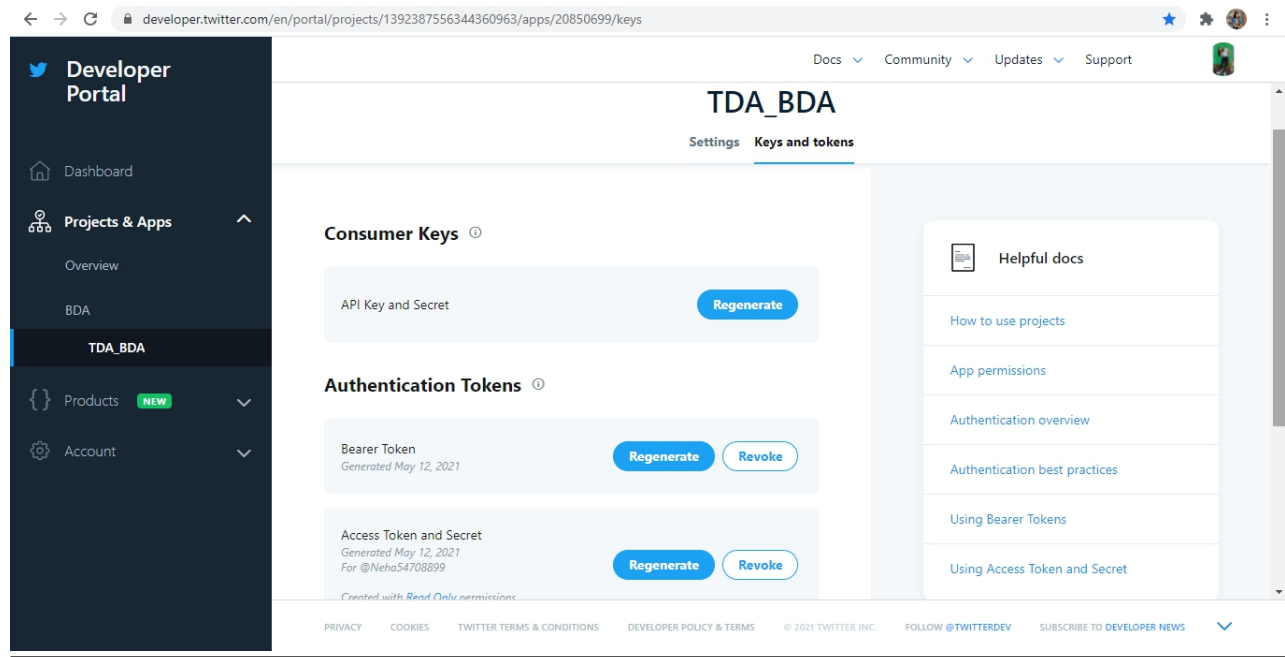 developer.twitter.com/en/portal/projects/1392387556344360963/apps/20850699/keys
Developer
Portal
Docs Community Updates Support
TDA_BDA
Settings Keys and tokens
Dashboard
Projects & Apps
Overview
BDA
TDA_BDA
Products NEW
Account
Consumer Keys
API Key and Secret Regenerate
Authentication Tokens
Bearer Token
Generated May 12, 2021
Regenerate Revoke
Access Token and Secret
Generated May 12, 2021
For @Neha54708899
Regenerate Revoke
Created with Read Only permissions
Helpful docs
How to use projects
App permissions
Authentication overview
Authentication best practices
Using Bearer Tokens
Using Access Token and Secret
PRIVACY COOKIES TWITTER TERMS & CONDITIONS DEVELOPER POLICY & TERMS © 2021 TWITTER INC. FOLLOW @TWITTERDEV SUBSCRIBE TO DEVELOPER NEWS